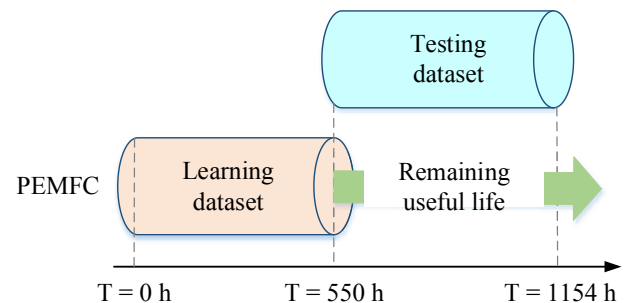 Testing
dataset
PEMFC
Learning
dataset
Remaining
useful life
T = 0 h
T = 550 h
T = 1154 h